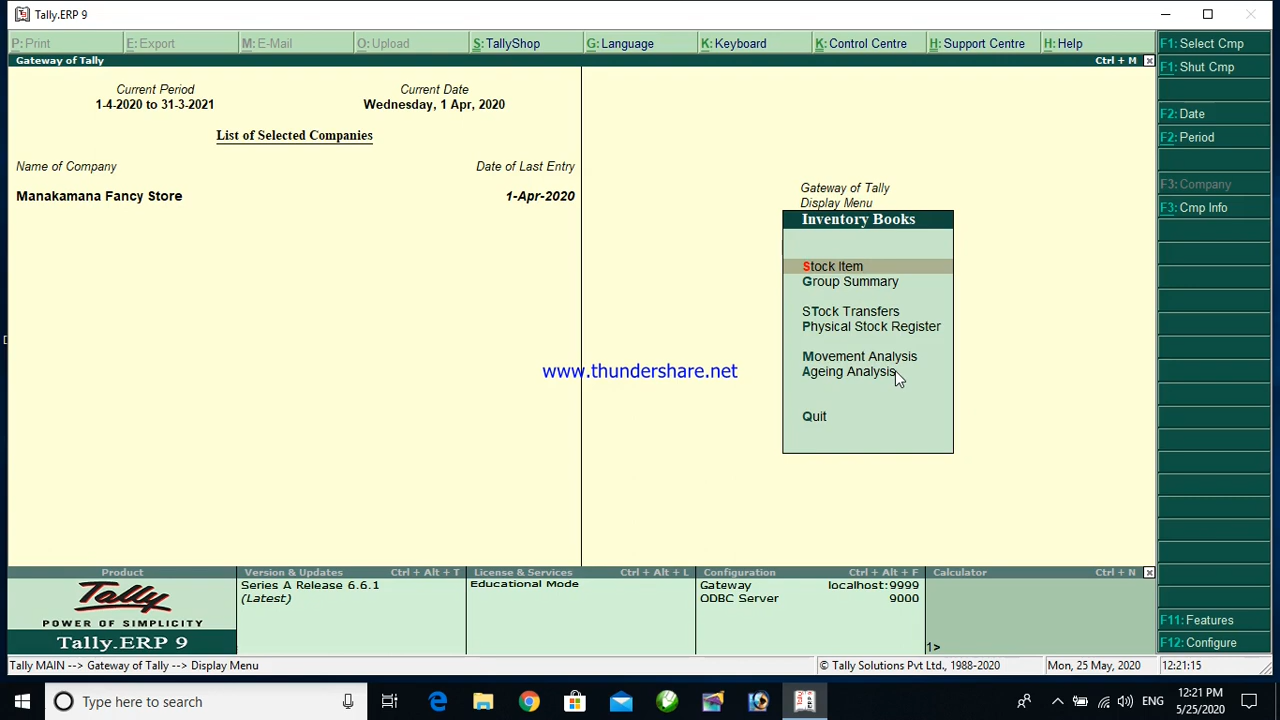 Tally.ERP 9
P: Print
E: Export
M: E-Mail
O: Upload
S: TallyShop
G: Language
K: Keyboard
K: Control Centre
H: Support Centre
H: Help
F1: Select Cmp
Gateway of Tally
Ctrl + M
F1: Shut Cmp
Current Period
1-4-2020 to 31-3-2021
Current Date
Wednesday, 1 Apr, 2020
List of Selected Companies
Name of Company
Date of Last Entry
Manakamana Fancy Store
1-Apr-2020
F2: Date
F2: Period
F3: Company
F3: Cmp Info
Gateway of Tally
Display Menu
Inventory Books
Stock Item
Group Summary
STock Transfers
Physical Stock Register
Movement Analysis
Ageing Analysis
Quit
www.thundershare.net
Product
Tally
POWER OF SIMPLICITY
Tally.ERP 9
Version & Updates
Ctrl + Alt + T
Series A Release 6.6.1
(Latest)
License & Services
Ctrl + Alt + L
Educational Mode
Configuration
Ctrl + Alt + F
Gateway
localhost:9999
ODBC Server
9000
Calculator
Ctrl + N
1>
F11: Features
F12: Configure
Tally MAIN --> Gateway of Tally --> Display Menu
© Tally Solutions Pvt Ltd., 1988-2020
Mon, 25 May, 2020
12:21:15
Type here to search
ENG
12:21 PM
5/25/2020